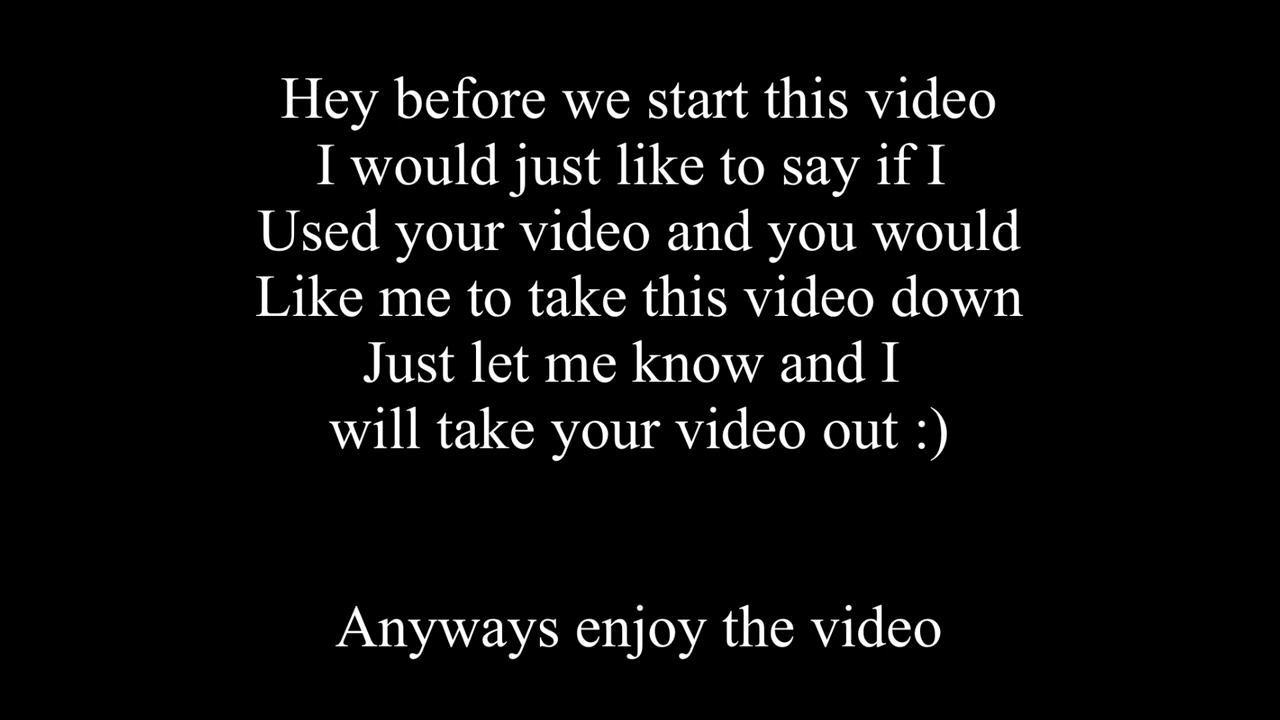 Hey before we start this video
I would just like to say if I
Used your video and you would
Like me to take this video down
Just let me know and I
will take your video out :)
Anyways enjoy the video